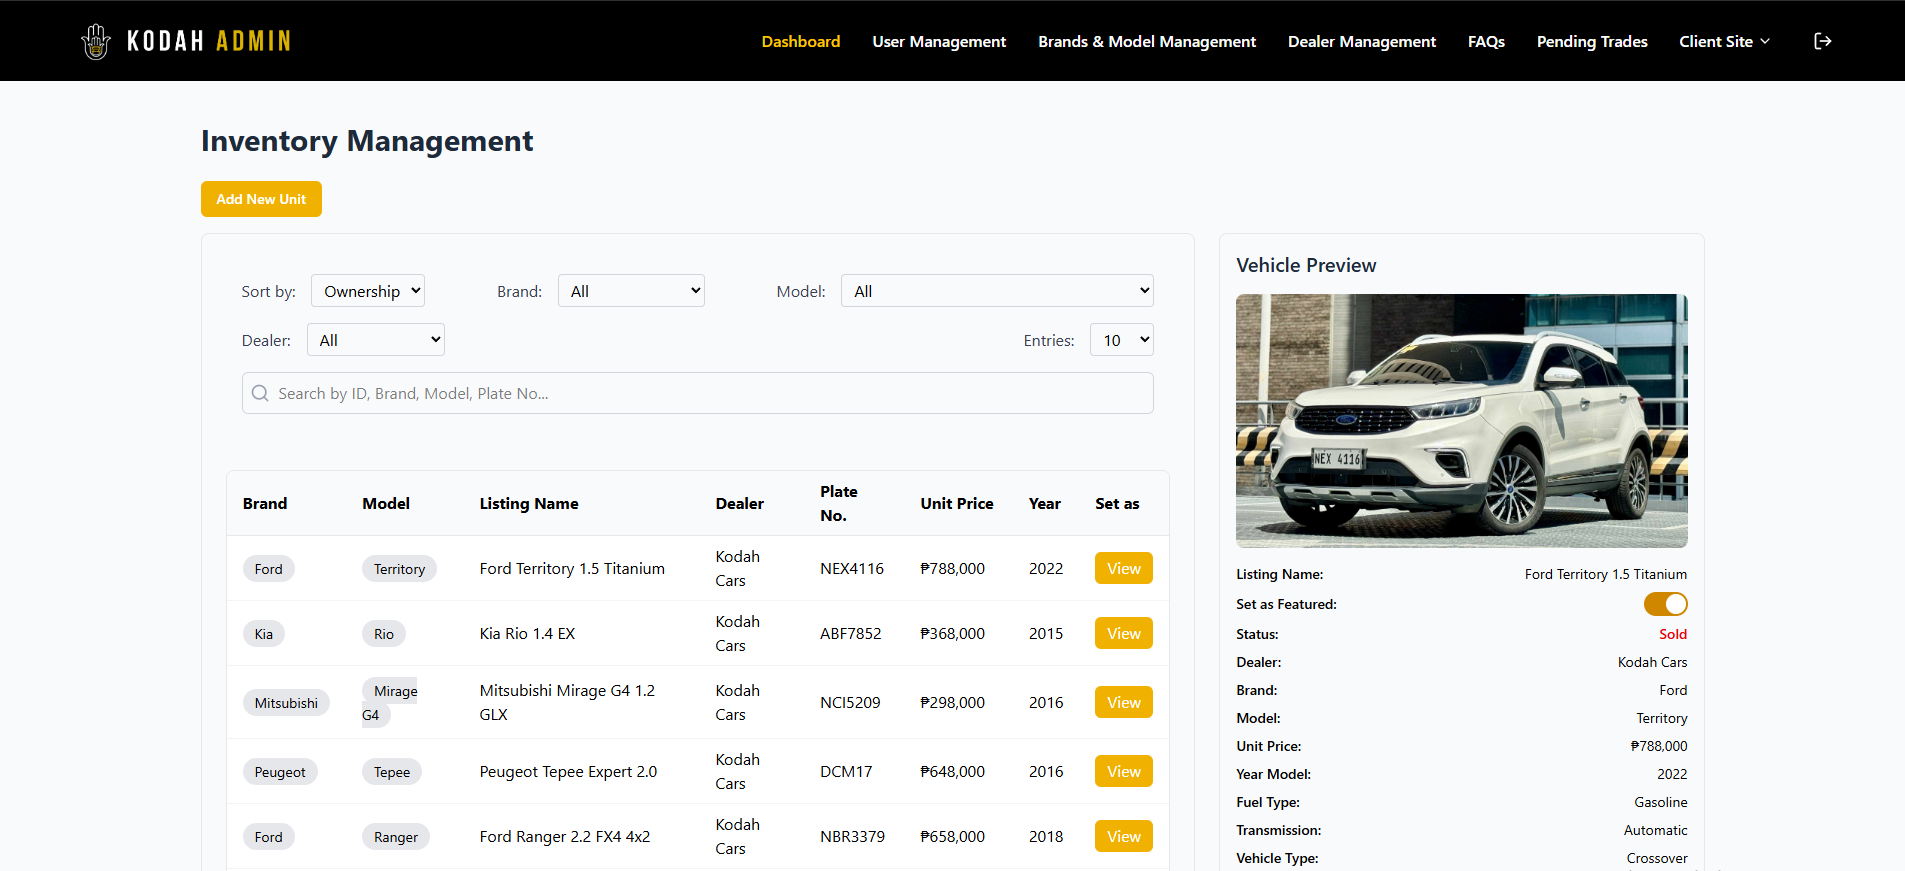 KODAH ADMIN
Dashboard User Management Brands & Model Management Dealer Management FAQs Pending Trades Client Site
Inventory Management
Add New Unit
Sort by: Ownership Brand: All Model: All
Dealer: All Entries: 10
Search by ID, Brand, Model, Plate No...
Brand Model Listing Name Dealer Plate No. Unit Price Year Set as
Ford Territory Ford Territory 1.5 Titanium Kodah Cars NEX4116 ₱788,000 2022 View
Kia Rio Kia Rio 1.4 EX Kodah Cars ABF7852 ₱368,000 2015 View
Mitsubishi Mirage G4 Mitsubishi Mirage G4 1.2 GLX Kodah Cars NCI5209 ₱298,000 2016 View
Peugeot Tepee Peugeot Tepee Expert 2.0 Kodah Cars DCM17 ₱648,000 2016 View
Ford Ranger Ford Ranger 2.2 FX4 4x2 Kodah Cars NBR3379 ₱658,000 2018 View
Vehicle Preview
NEX 4116
Listing Name: Ford Territory 1.5 Titanium
Set as Featured:
Status: Sold
Dealer: Kodah Cars
Brand: Ford
Model: Territory
Unit Price: ₱788,000
Year Model: 2022
Fuel Type: Gasoline
Transmission: Automatic
Vehicle Type: Crossover